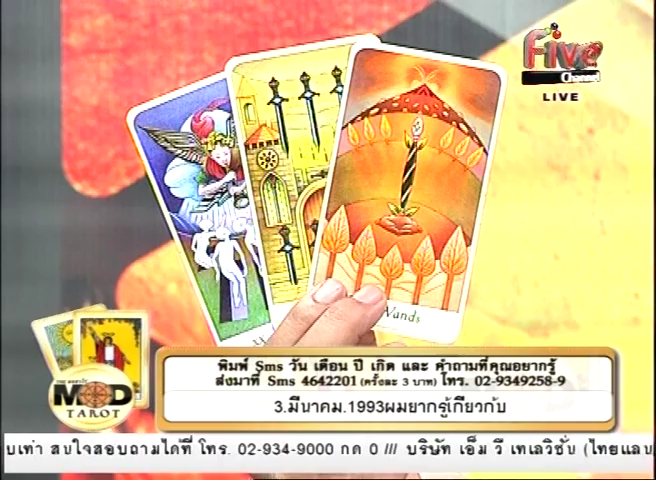 Five
Channel
LIVE
Wands
พิมพ์ Sms วัน เดือน ปี เกิด และ คำถามที่คุณอยากรู้
ส่งมาที่ Sms 4642201 (ครั้งละ 3 บาท) โทร. 02-9349258-9
3.มีนาคม.1993ผมยากรู้เกียวกับ
MOD
TAROT
บเท่า สนใจสอบถามได้ที่ โทร. 02-934-9000 กด 0 /// บริษัท เอ็ม วี เทเลวิชั่น (ไทยแลน